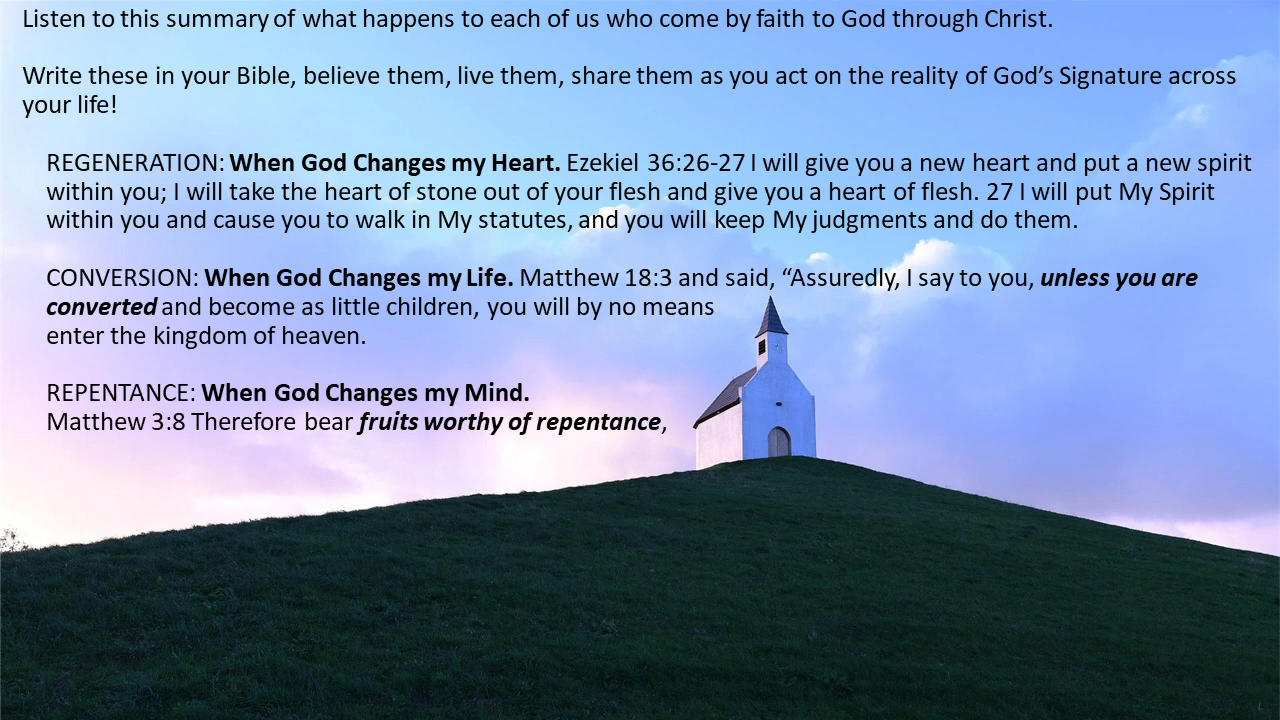 Listen to this summary of what happens to each of us who come by faith to God through Christ.
Write these in your Bible, believe them, live them, share them as you act on the reality of God’s Signature across
your life!
REGENERATION: When God Changes my Heart. Ezekiel 36:26-27 I will give you a new heart and put a new spirit
within you; I will take the heart of stone out of your flesh and give you a heart of flesh. 27 I will put My Spirit
within you and cause you to walk in My statutes, and you will keep My judgments and do them.
CONVERSION: When God Changes my Life. Matthew 18:3 and said, “Assuredly, I say to you, unless you are
converted and become as little children, you will by no means
enter the kingdom of heaven.
REPENTANCE: When God Changes my Mind.
Matthew 3:8 Therefore bear fruits worthy of repentance,